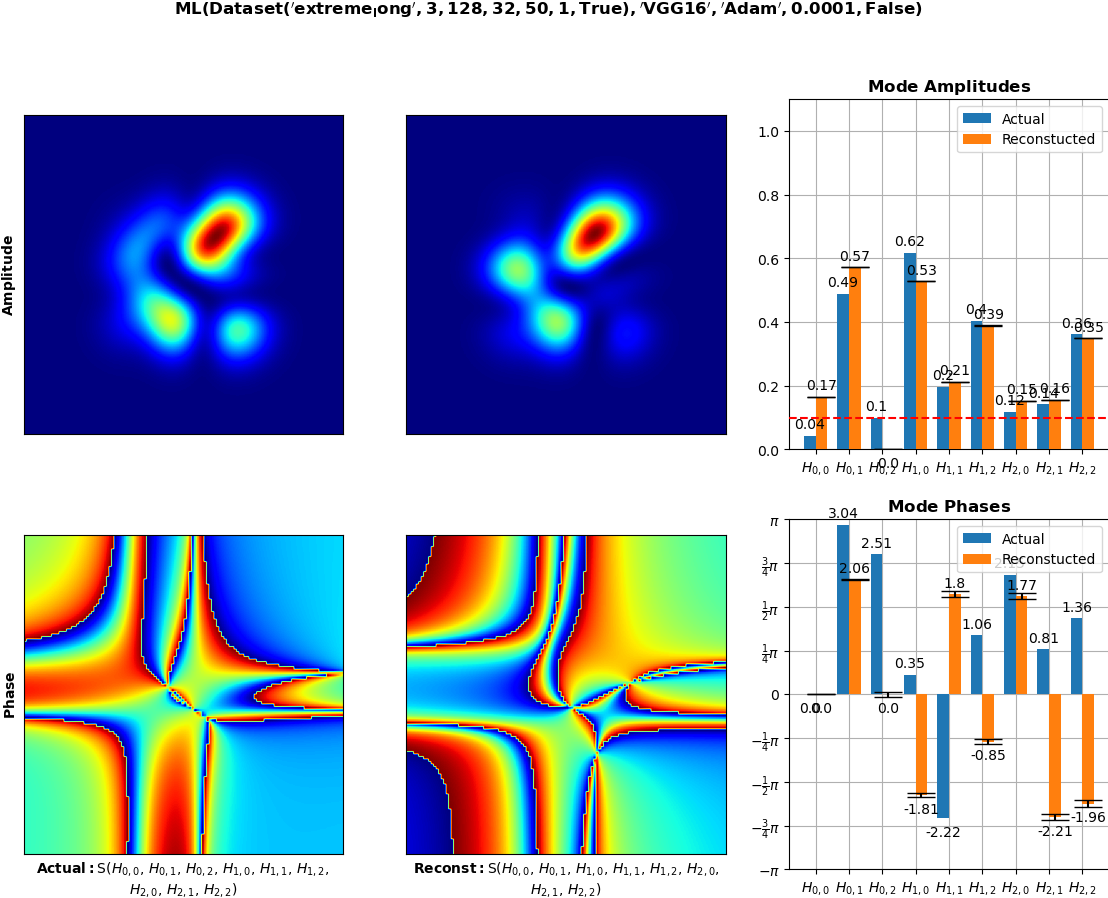 ML(Dataset('extreme_long', 3, 128, 32, 50, 1, True), 'VGG16', 'Adam', 0.0001, False)
Amplitude
Mode Amplitudes
Actual
Reconstucted
1.0
0.8
0.6
0.4
0.2
0.0
0.04
0.17
0.49
0.57
0.1
0.0
0.62
0.53
0.2
0.21
0.4
0.39
0.12
0.15
0.14
0.16
0.36
0.35
H0,0 H0,1 H0,2 H1,0 H1,1 H1,2 H2,0 H2,1 H2,2
Phase
Actual: S(H0,0, H0,1, H0,2, H1,0, H1,1, H1,2,
H2,0, H2,1, H2,2)
Reconst: S(H0,0, H0,1, H1,0, H1,1, H1,2, H2,0,
H2,1, H2,2)
Mode Phases
Actual
Reconstucted
π
3/4π
1/2π
1/4π
0
−1/4π
−1/2π
−3/4π
−π
0.0
0.0
3.04
2.06
2.51
0.0
0.35
-1.81
-2.22
1.8
1.06
-0.85
1.77
0.81
-2.21
1.36
-1.96
H0,0 H0,1 H0,2 H1,0 H1,1 H1,2 H2,0 H2,1 H2,2